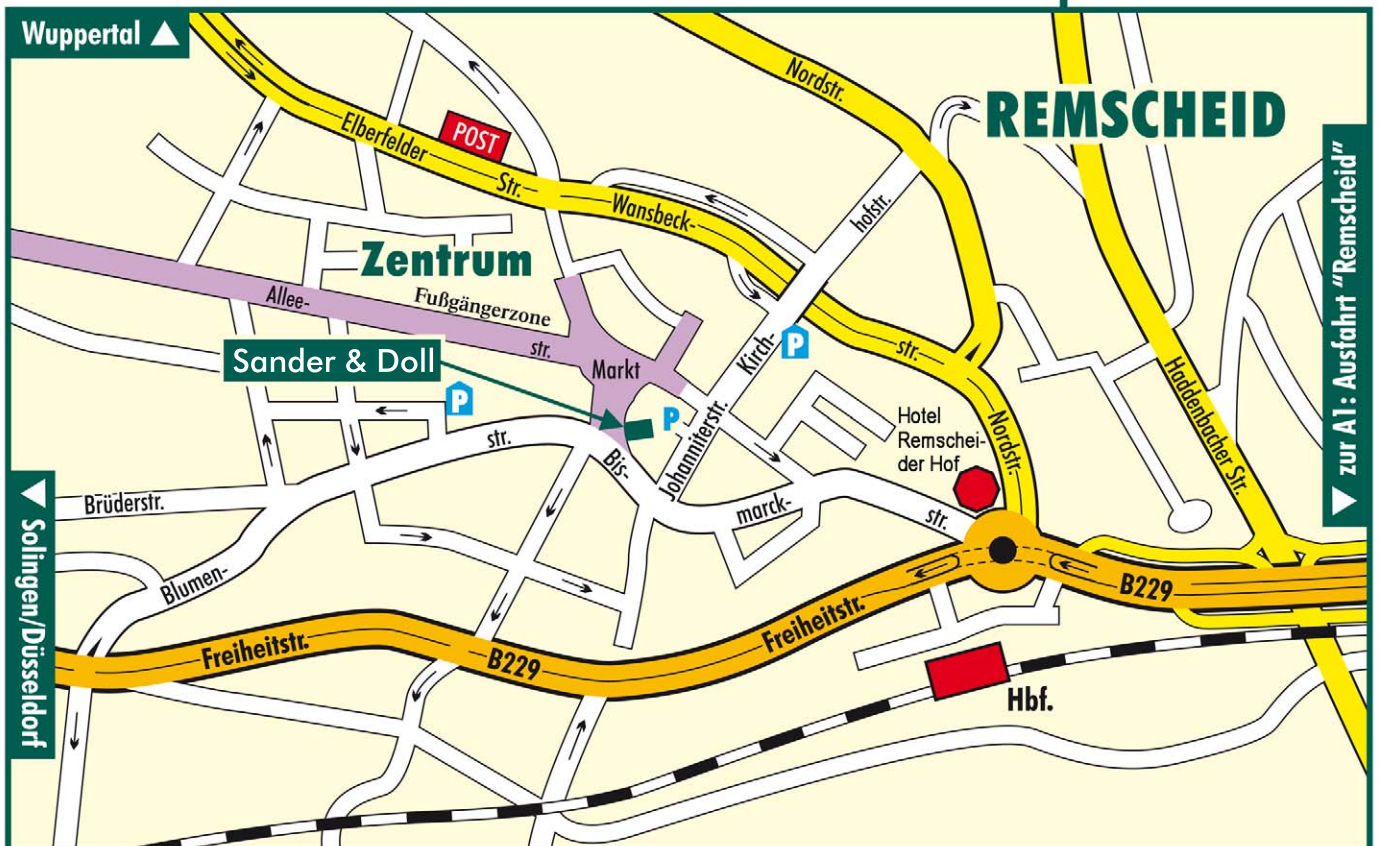 Wuppertal
REMSCHEID
zur A1: Ausfahrt "Remscheid"
Nordstr.
Elberfelder
Str.
POST
Wansbeck-
str.
hofstr.
Kirch-
P
Zentrum
Fußgängerzone
Allee-
str.
Markt
Sander & Doll
P
P
Johanniterstr.
Hotel
Remschei-
der Hof
Nordstr.
Haddenbacher Str.
Brüderstr.
Blumen-
str.
Bis-
marck-
str.
Solingen/Düsseldorf
Freiheitstr.
B229
Freiheitstr.
B229
Hbf.